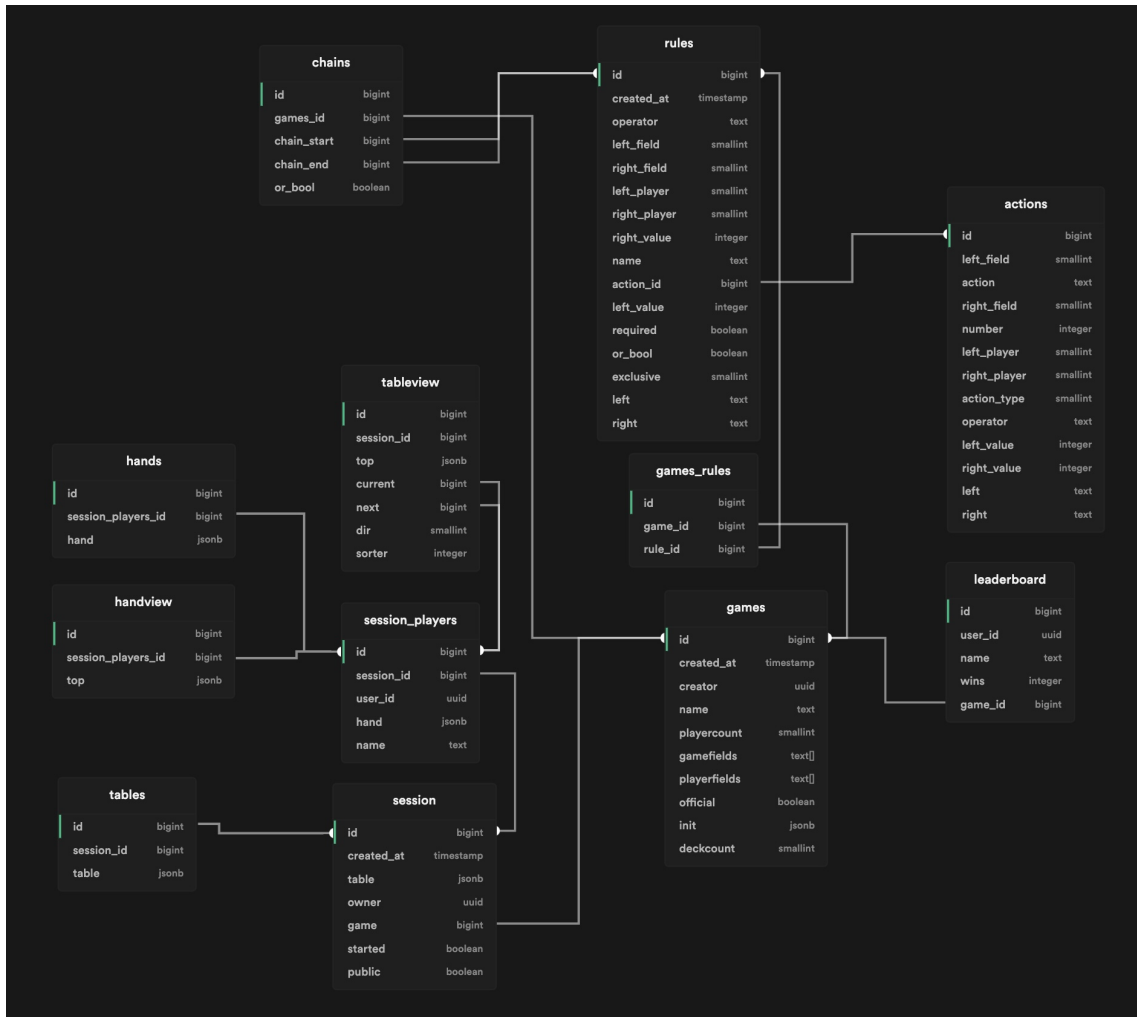 chains
id bigint
games_id bigint
chain_start bigint
chain_end bigint
or_bool boolean
rules
id bigint
created_at timestamp
operator text
left_field smallint
right_field smallint
left_player smallint
right_player smallint
right_value integer
name text
action_id bigint
left_value integer
required boolean
or_bool boolean
exclusive smallint
left text
right text
actions
id bigint
left_field smallint
action text
right_field smallint
number integer
left_player smallint
right_player smallint
action_type smallint
operator text
left_value integer
right_value integer
left text
right text
tableview
id bigint
session_id bigint
top jsonb
current bigint
next bigint
dir smallint
sorter integer
hands
id bigint
session_players_id bigint
hand jsonb
games_rules
id bigint
game_id bigint
rule_id bigint
handview
id bigint
session_players_id bigint
top jsonb
session_players
id bigint
session_id bigint
user_id uuid
hand jsonb
name text
games
id bigint
created_at timestamp
creator uuid
name text
playercount smallint
gamefields text[]
playerfields text[]
official boolean
init jsonb
deckcount smallint
leaderboard
id bigint
user_id uuid
name text
wins integer
game_id bigint
tables
id bigint
session_id bigint
table jsonb
session
id bigint
created_at timestamp
table jsonb
owner uuid
game bigint
started boolean
public boolean